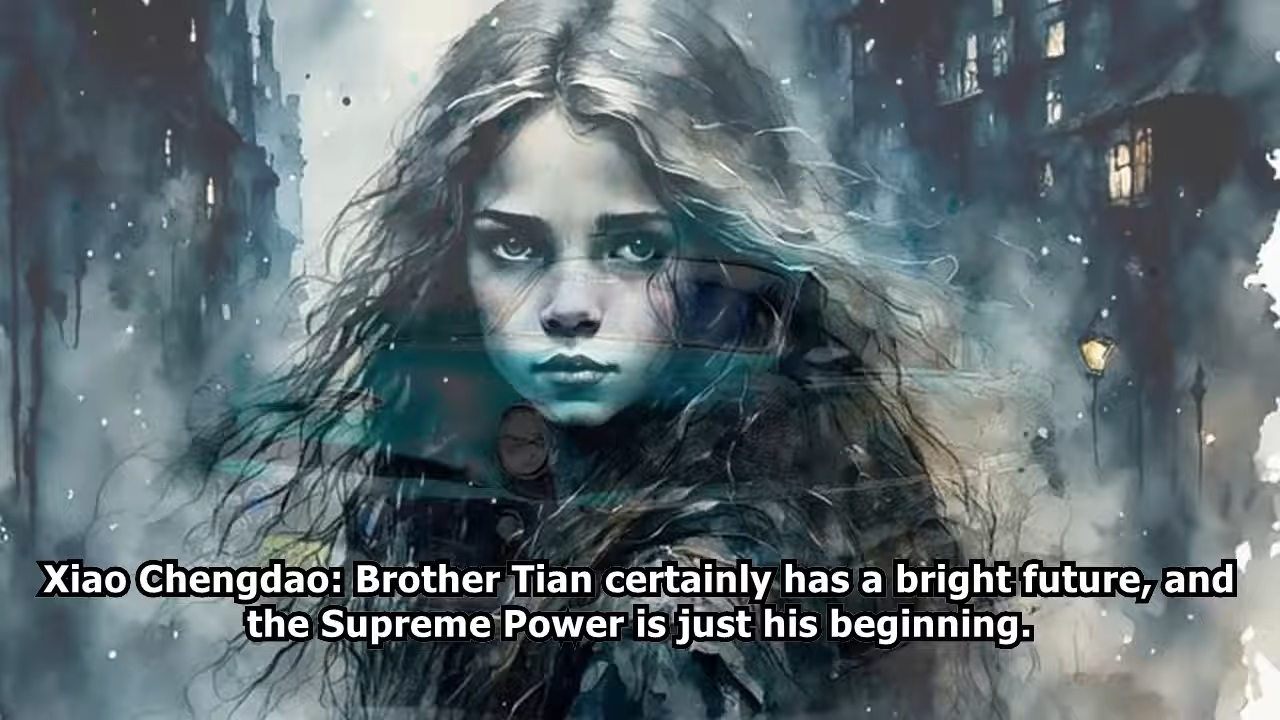 Xiao Chengdao: Brother Tian certainly has a bright future, and
the Supreme Power is just his beginning.